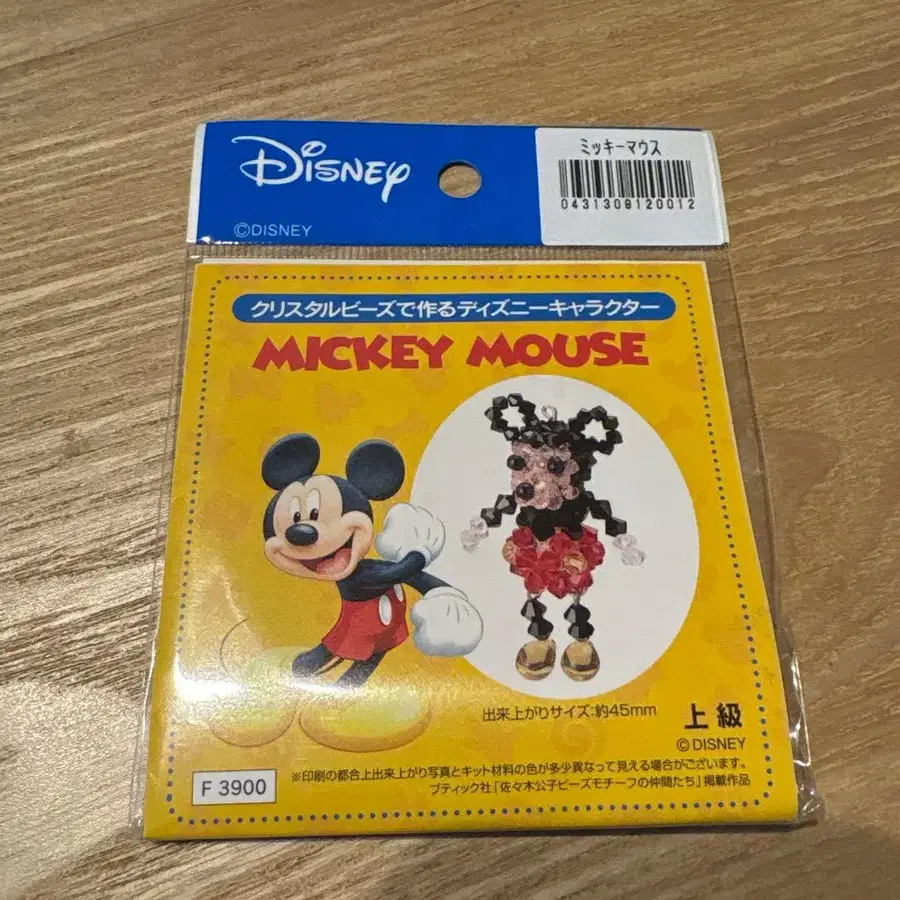 DISNEY
©DISNEY
ミッキーマウス
0431309120012
クリスタルビーズで作るディズニーキャラクター
MICKEY MOUSE
出来上がりサイズ:約45mm
上級
©DISNEY
※印刷の都合上出来上がり写真とキット材料の色が多少異なって見える場合がございます。
ブティック社「佐々木公子ビーズモチーフの仲間たち」掲載作品
F 3900